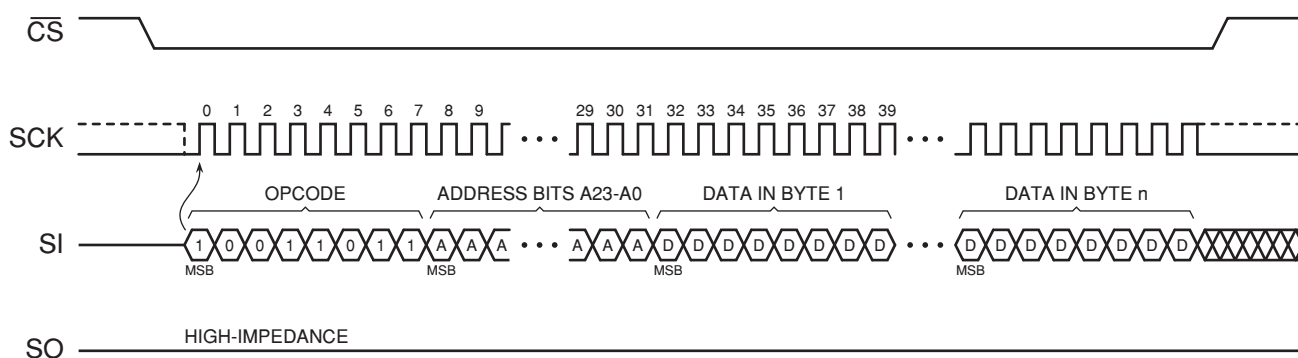 CS
0 1 2 3 4 5 6 7 8 9 29 30 31 32 33 34 35 36 37 38 39
SCK
OPCODE ADDRESS BITS A23-A0 DATA IN BYTE 1 DATA IN BYTE n
SI 1 0 0 1 1 0 1 1 A A A A A A D D D D D D D D D D D D D D D D
MSB MSB MSB MSB
HIGH-IMPEDANCE
SO